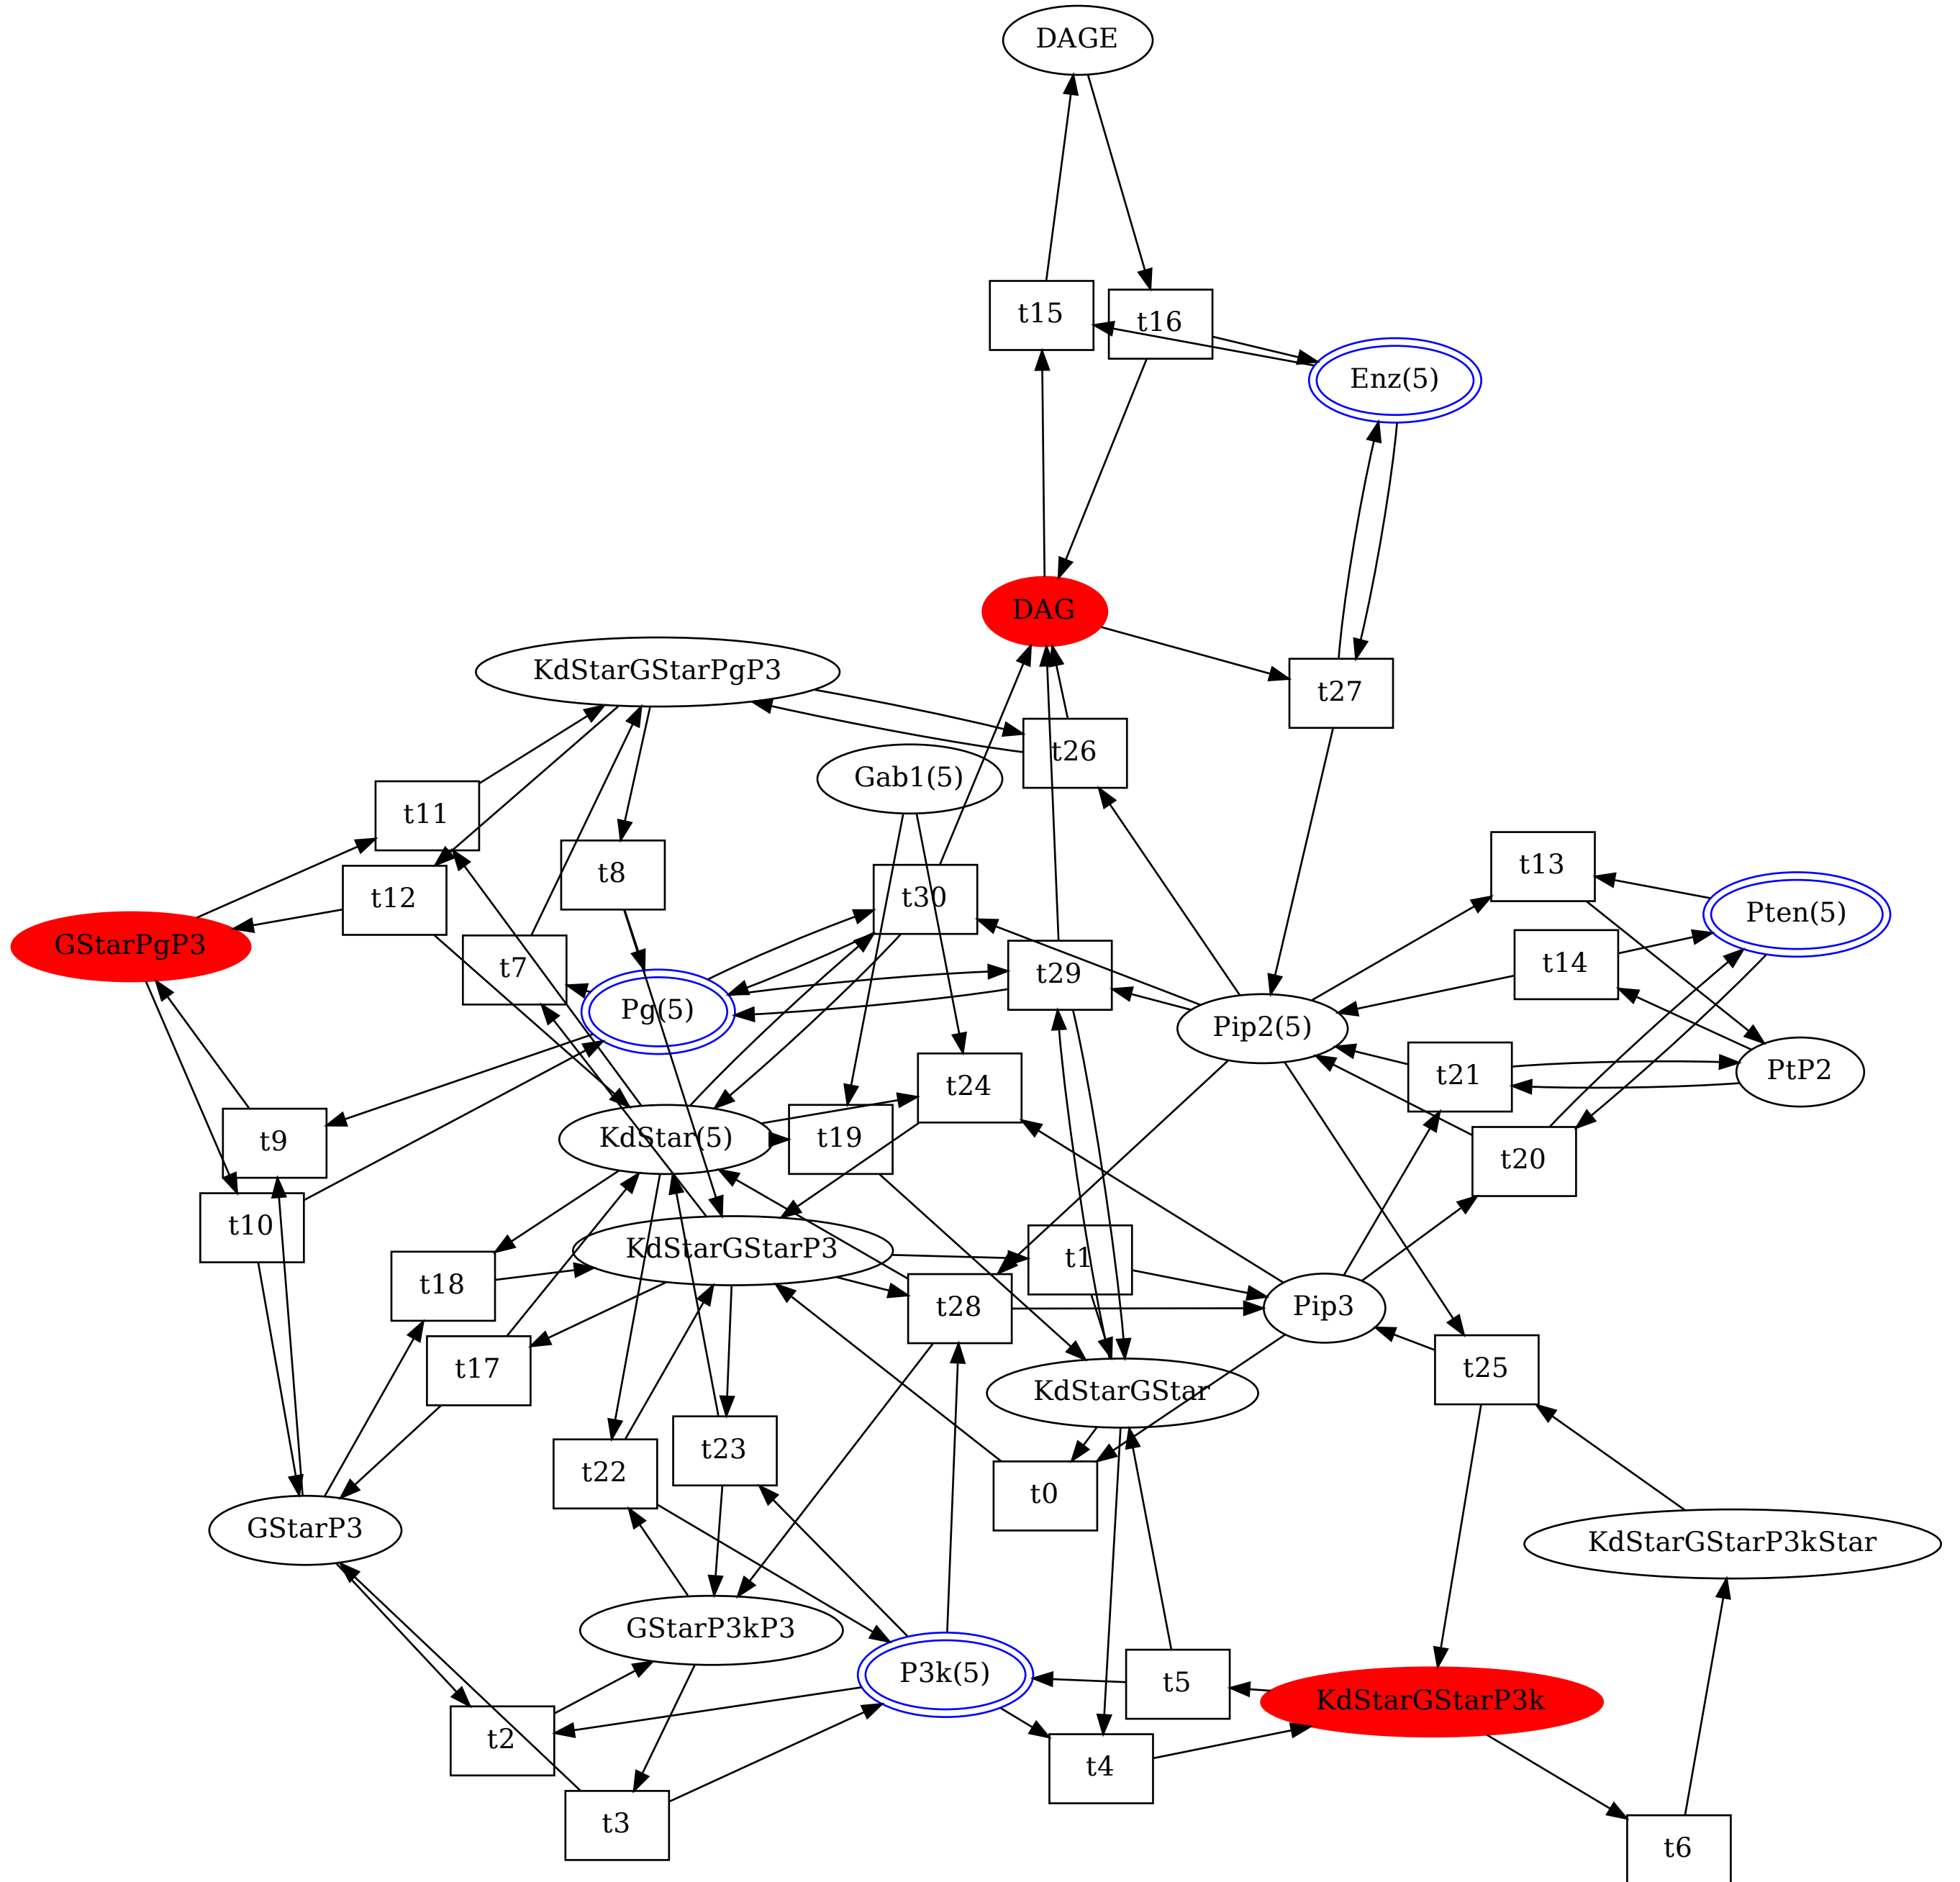 DAGE
t15
t16
Enz(5)
DAG
KdStarGStarPgP3
t27
t26
Gab1(5)
t11
t13
t8
t12
t30
Pten(5)
GStarPgP3
t7
t29
t14
Pg(5)
Pip2(5)
PtP2
t21
t24
t9
KdStar(5)
t19
t20
t10
KdStarGStarP3
t1
t18
t28
Pip3
t17
t25
KdStarGStar
t23
t22
t0
GStarP3
KdStarGStarP3kStar
GStarP3kP3
P3k(5)
t5
KdStarGStarP3k
t2
t4
t3
t6